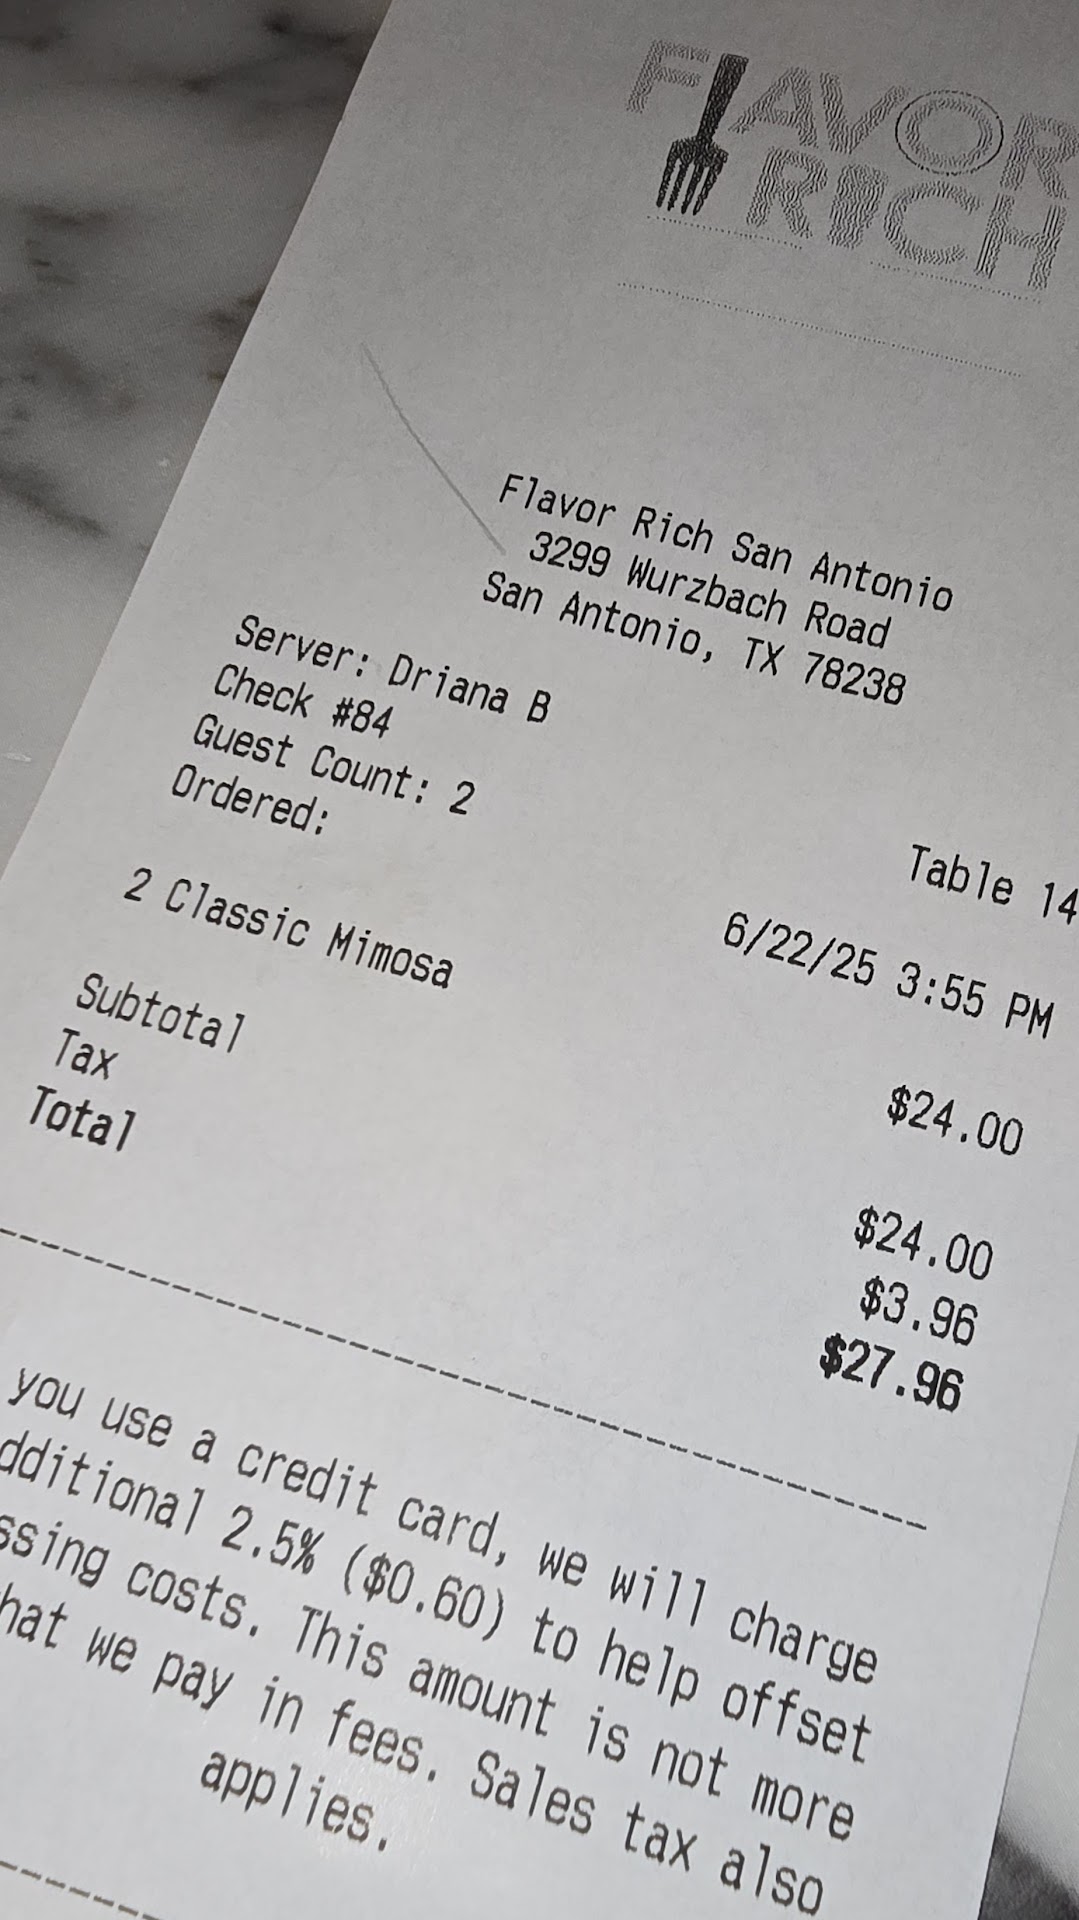 FLAVOR
RICH
Flavor Rich San Antonio
3299 Wurzbach Road
San Antonio, TX 78238
Server: Driana B
Check #84
Guest Count: 2
Ordered:
Table 14
6/22/25 3:55 PM
2 Classic Mimosa $24.00
Subtotal $24.00
Tax $3.96
Total $27.96
you use a credit card, we will charge
dditional 2.5% ($0.60) to help offset
ssing costs. This amount is not more
hat we pay in fees. Sales tax also
applies.